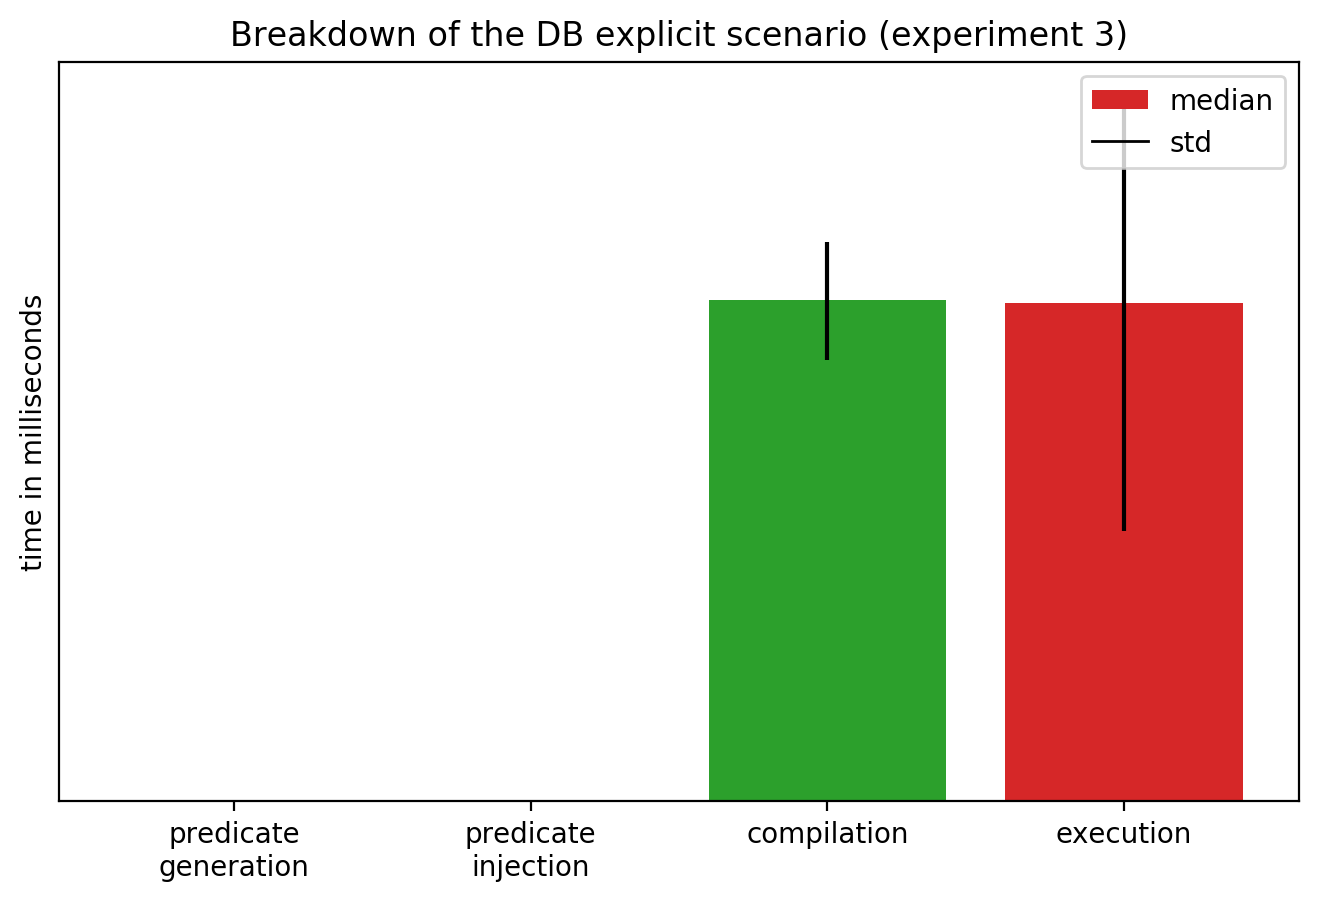 Breakdown of the DB explicit scenario (experiment 3)
median
std
time in milliseconds
predicate
generation
predicate
injection
compilation
execution